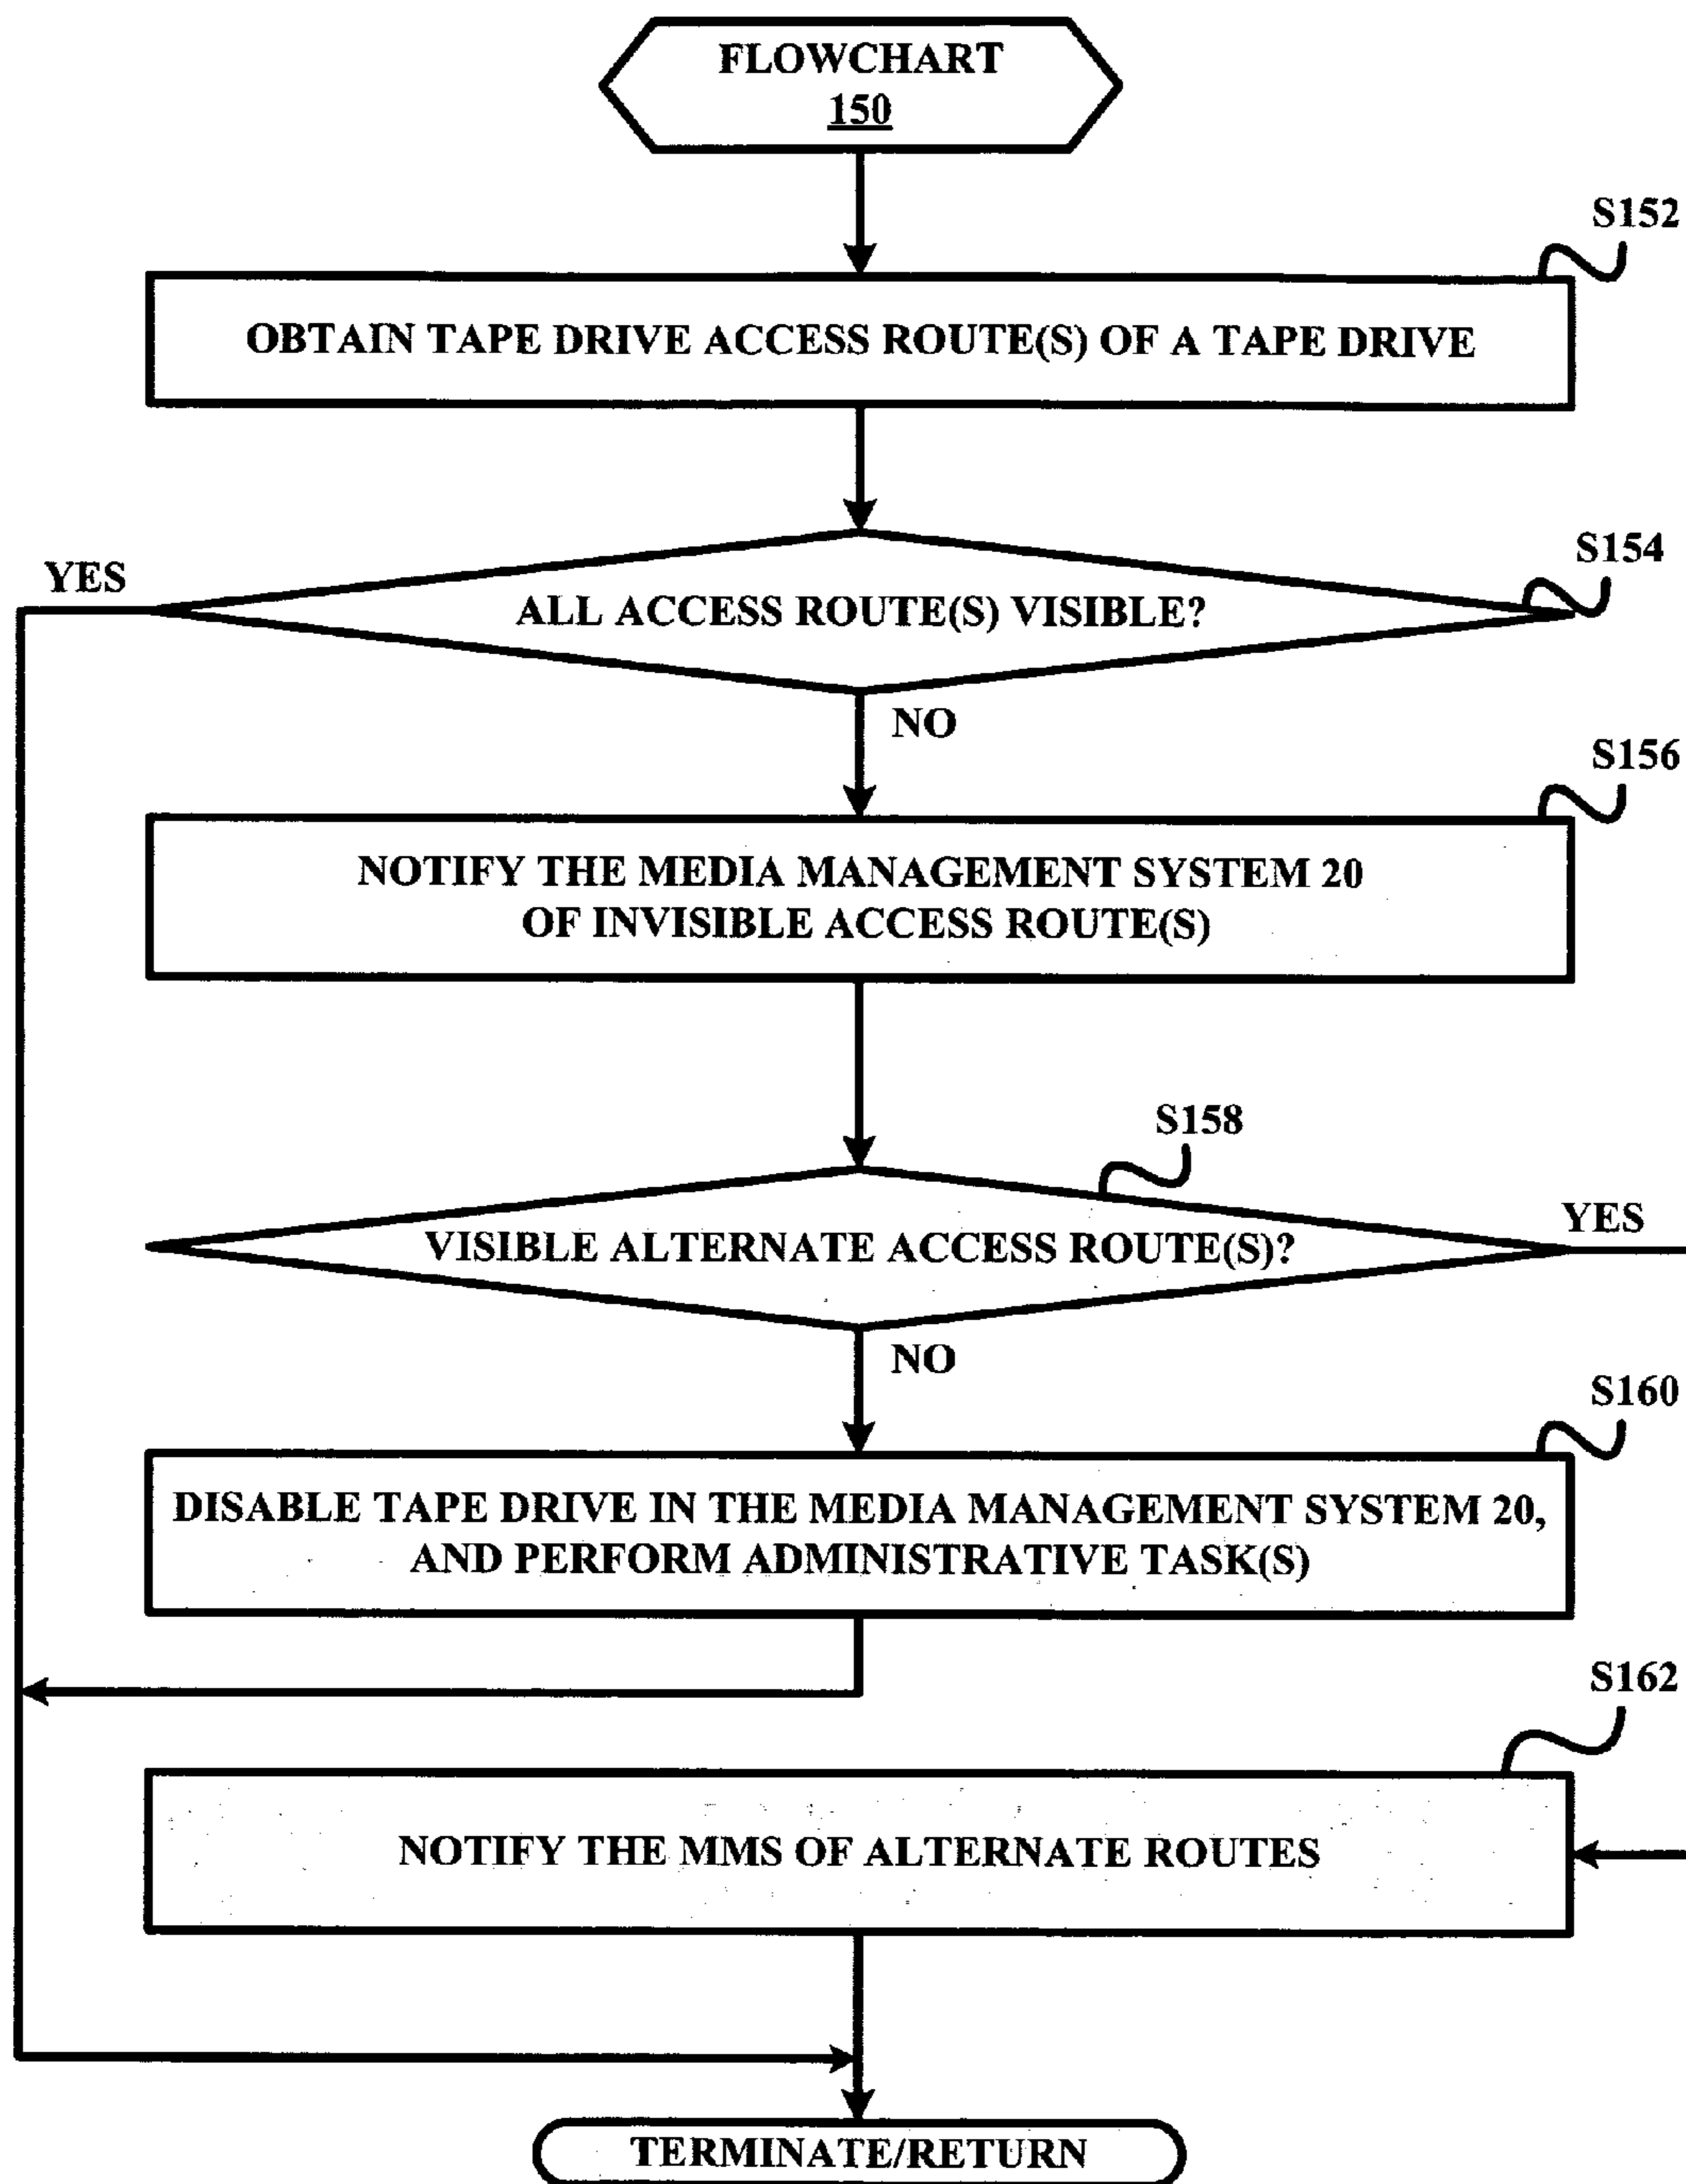 FLOWCHART
150
S152
OBTAIN TAPE DRIVE ACCESS ROUTE(S) OF A TAPE DRIVE
S154
YES
ALL ACCESS ROUTE(S) VISIBLE?
NO
S156
NOTIFY THE MEDIA MANAGEMENT SYSTEM 20
OF INVISIBLE ACCESS ROUTE(S)
S158
YES
VISIBLE ALTERNATE ACCESS ROUTE(S)?
NO
S160
DISABLE TAPE DRIVE IN THE MEDIA MANAGEMENT SYSTEM 20,
AND PERFORM ADMINISTRATIVE TASK(S)
S162
NOTIFY THE MMS OF ALTERNATE ROUTES
TERMINATE/RETURN